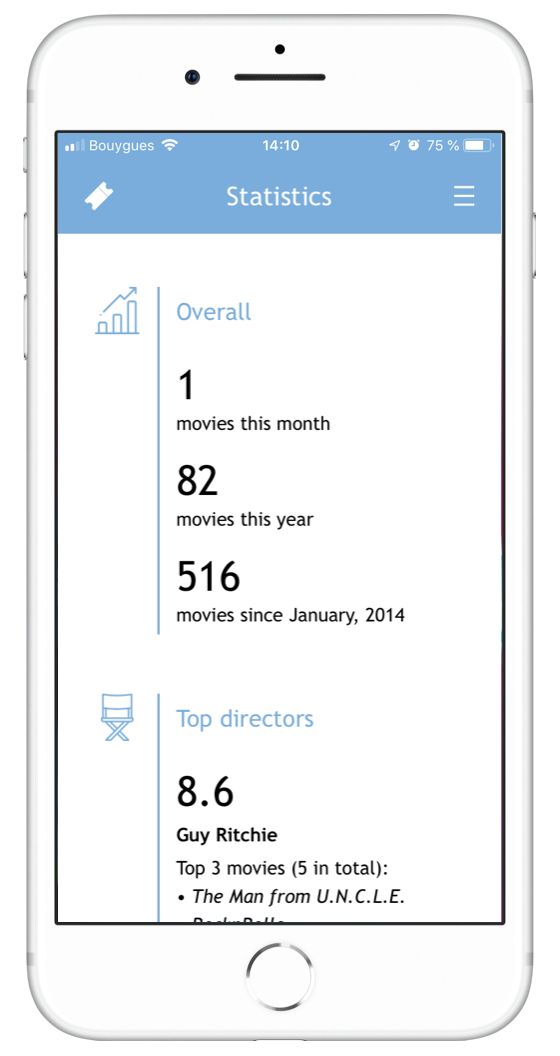 Bouygues 14:10 75 %
Statistics
Overall
1
movies this month
82
movies this year
516
movies since January, 2014
Top directors
8.6
Guy Ritchie
Top 3 movies (5 in total):
• The Man from U.N.C.L.E.